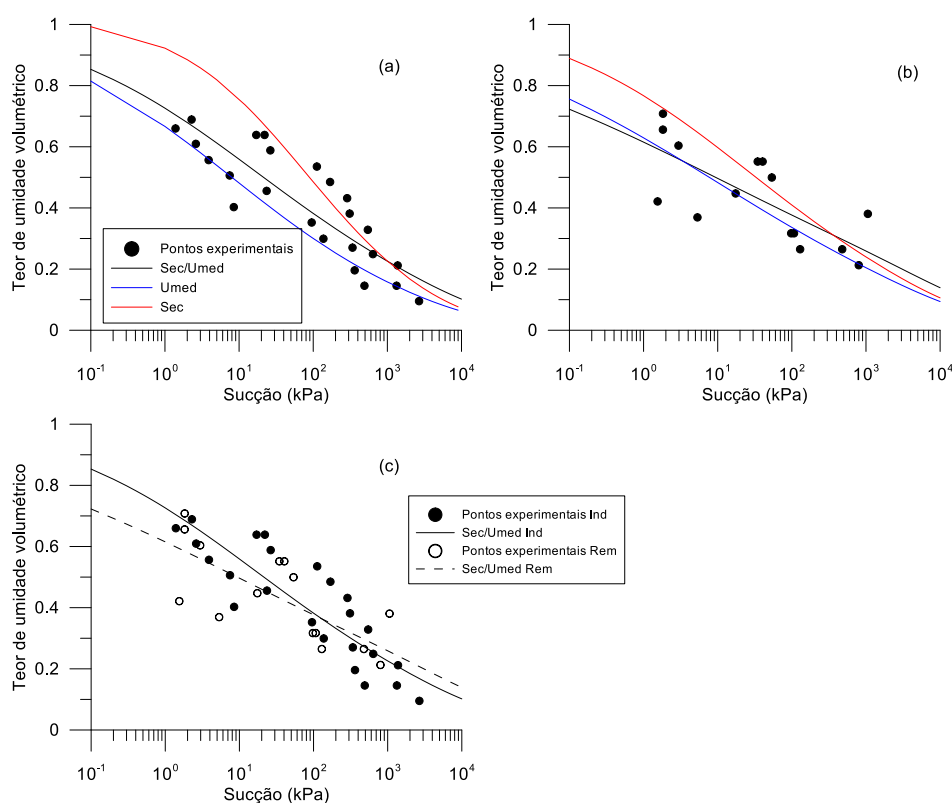 1
0.8
0.6
0.4
0.2
0
Teor de umidade volumétrico
(a)
Pontos experimentais
Sec/Umed
Umed
Sec
10-1 100 101 102 103 104
Sucção (kPa)
1
0.8
0.6
0.4
0.2
0
Teor de umidade volumétrico
(b)
10-1 100 101 102 103 104
Sucção (kPa)
1
0.8
0.6
0.4
0.2
0
Teor de umidade volumétrico
(c)
10-1 100 101 102 103 104
Sucção (kPa)
Pontos experimentais Ind
Sec/Umed Ind
Pontos experimentais Rem
Sec/Umed Rem